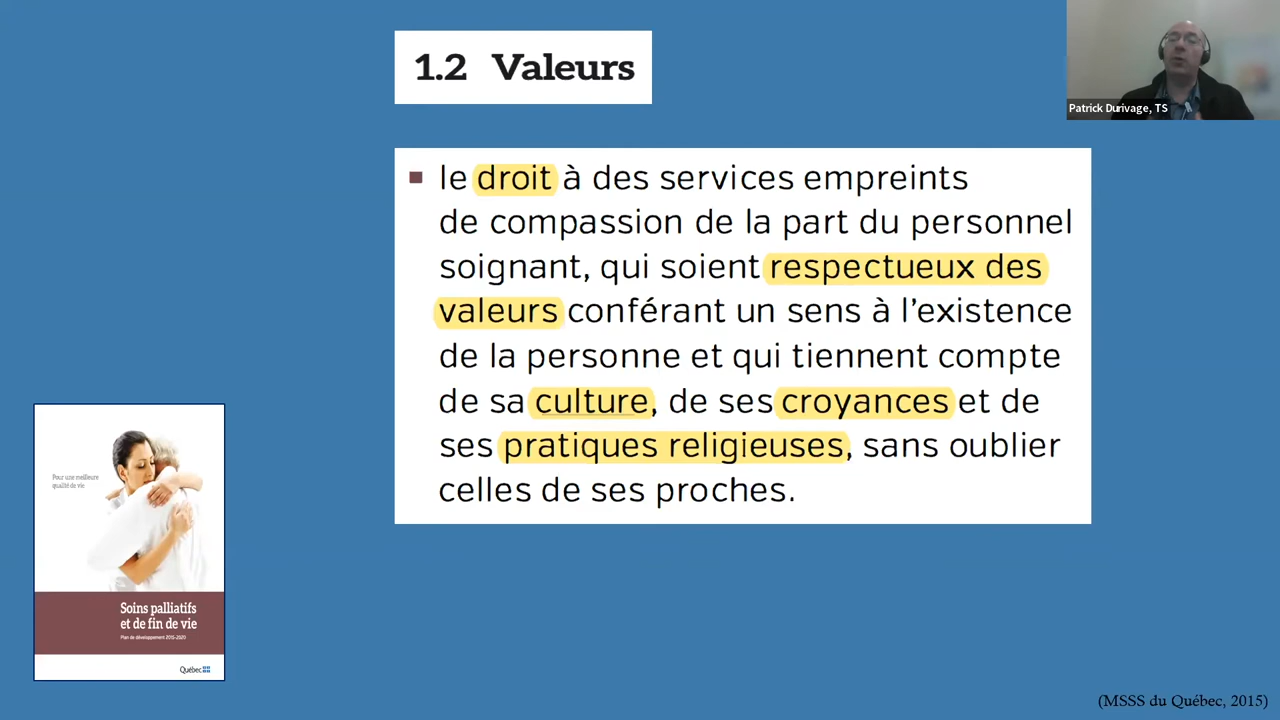 1.2 Valeurs
Patrick Durivage, TS
le droit à des services empreints
de compassion de la part du personnel
soignant, qui soient respectueux des
valeurs conférant un sens à l’existence
de la personne et qui tiennent compte
de sa culture, de ses croyances et de
ses pratiques religieuses, sans oublier
celles de ses proches.
Pour une meilleure
qualité de vie
Soins palliatifs
et de fin de vie
Plan de développement 2015-2020
Québec
(MSSS du Québec, 2015)